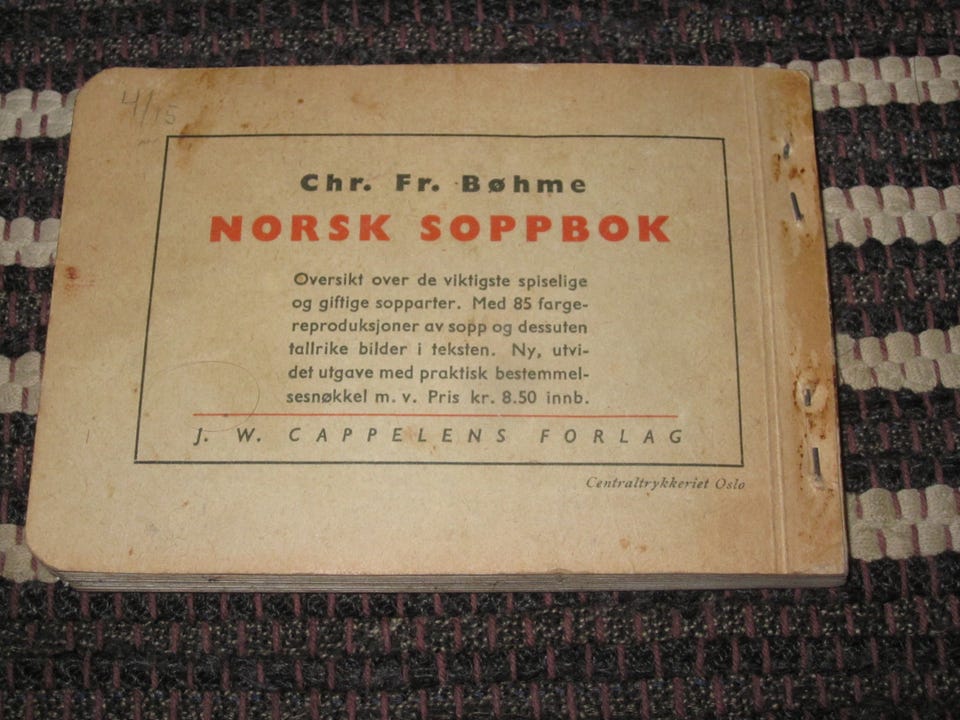 4/15
Chr. Fr. Bøhme
NORSK SOPPBOK
Oversikt over de viktigste spiselige
og giftige sopparter. Med 85 farge-
reproduksjoner av sopp og dessuten
tallrike bilder i teksten. Ny, utvi-
det utgave med praktisk bestemmel-
sesnøkkel m. v. Pris kr. 8.50 innb.
J. W. CAPPELENS FORLAG
Centraltrykkeriet Oslo